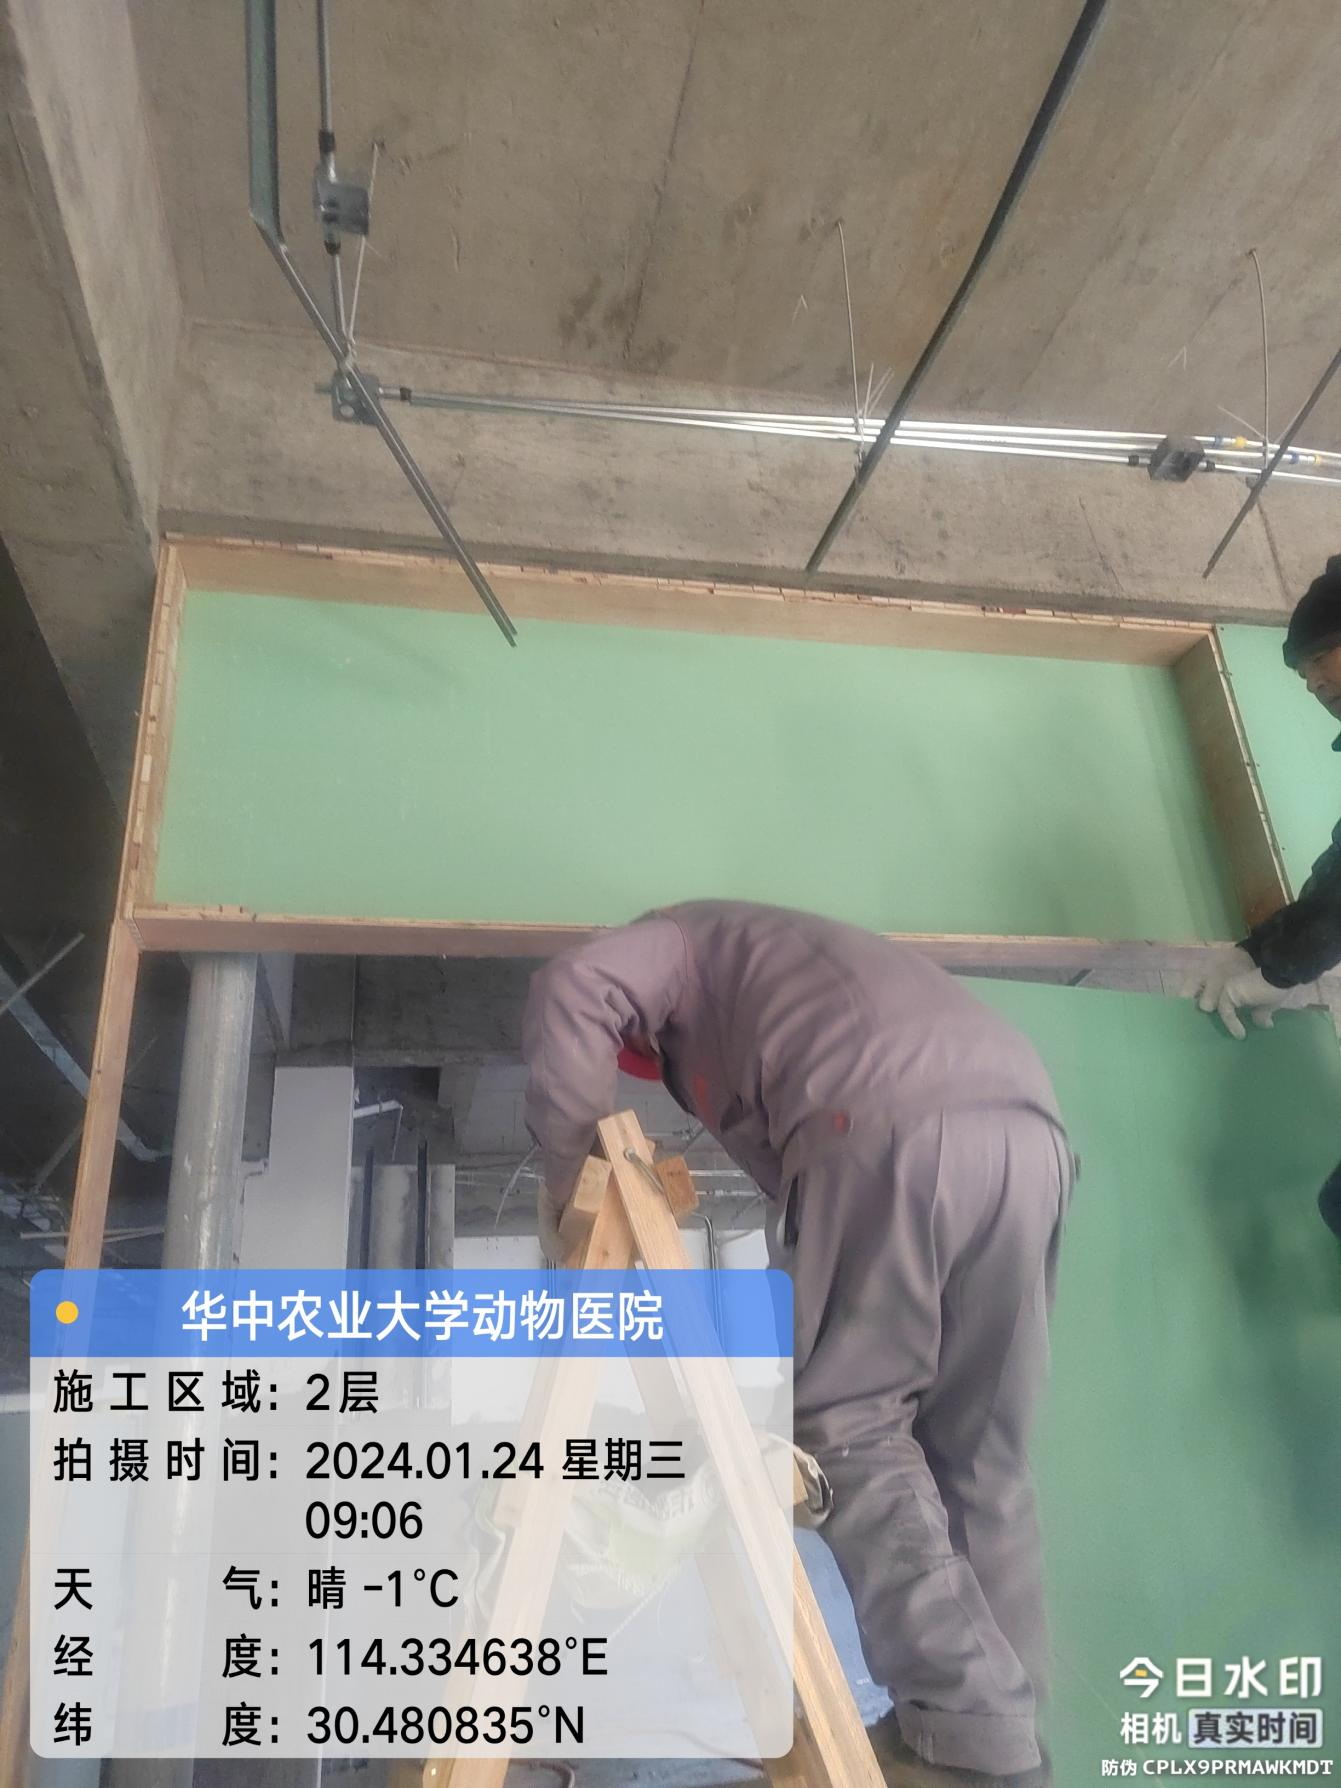 华中农业大学动物医院
施工区域：2层
拍摄时间：2024.01.24 星期三
09:06
天气：晴 -1°C
经度：114.334638°E
纬度：30.480835°N
今日水印
相机 真实时间
防伪 CPLX9PRMAWKMDT